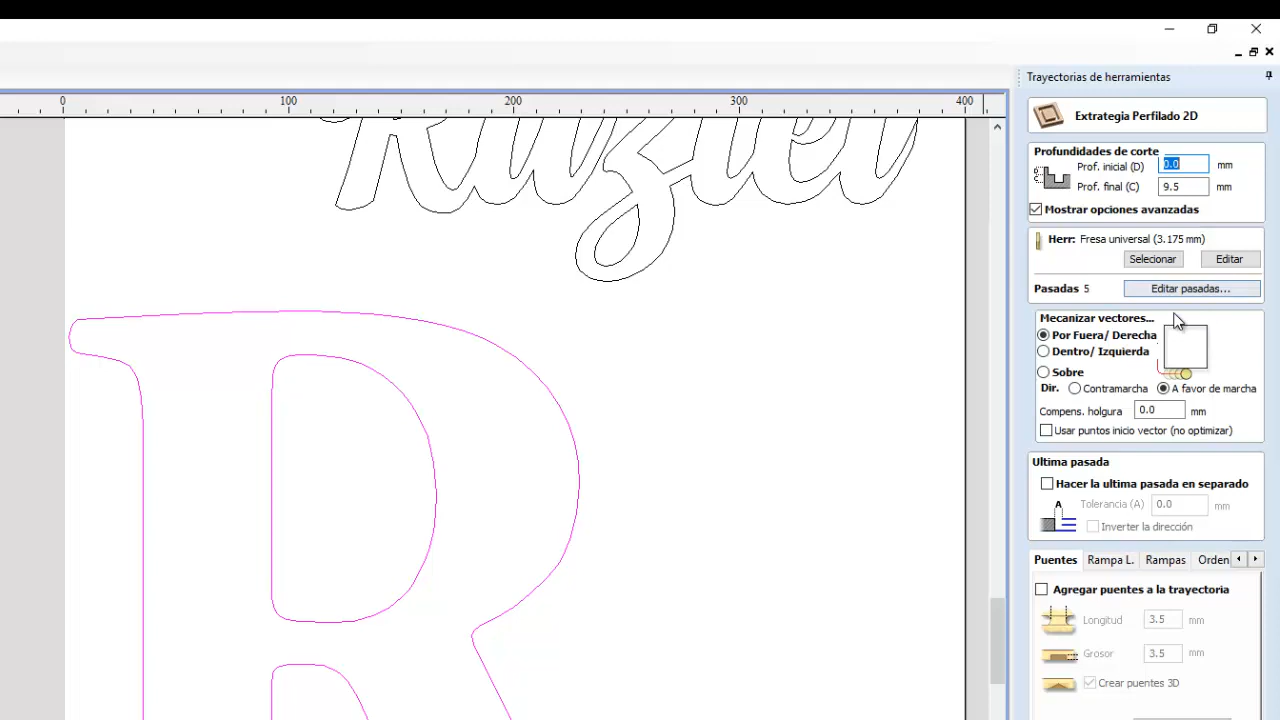 Trayectorias de herramientas
0 100 200 300 400
Extrategia Perfilado 2D
Profundidades de corte
Prof. inicial (D) 0.0 mm
Prof. final (C) 9.5 mm
Mostrar opciones avanzadas
Herr: Fresa universal (3.175 mm)
Selecionar Editar
Pasadas 5 Editar pasadas...
Mecanizar vectores...
Por Fuera/ Derecha
Dentro/ Izquierda
Sobre
Dir. Contramarcha A favor de marcha
Compens. holgura 0.0 mm
Usar puntos inicio vector (no optimizar)
Ultima pasada
Hacer la ultima pasada en separado
A Tolerancia (A) 0.0 mm
Inverter la dirección
Puentes Rampa L. Rampas Orden
Agregar puentes a la trayectoria
Longitud 3.5 mm
Grosor 3.5 mm
Crear puentes 3D
Raziel
R